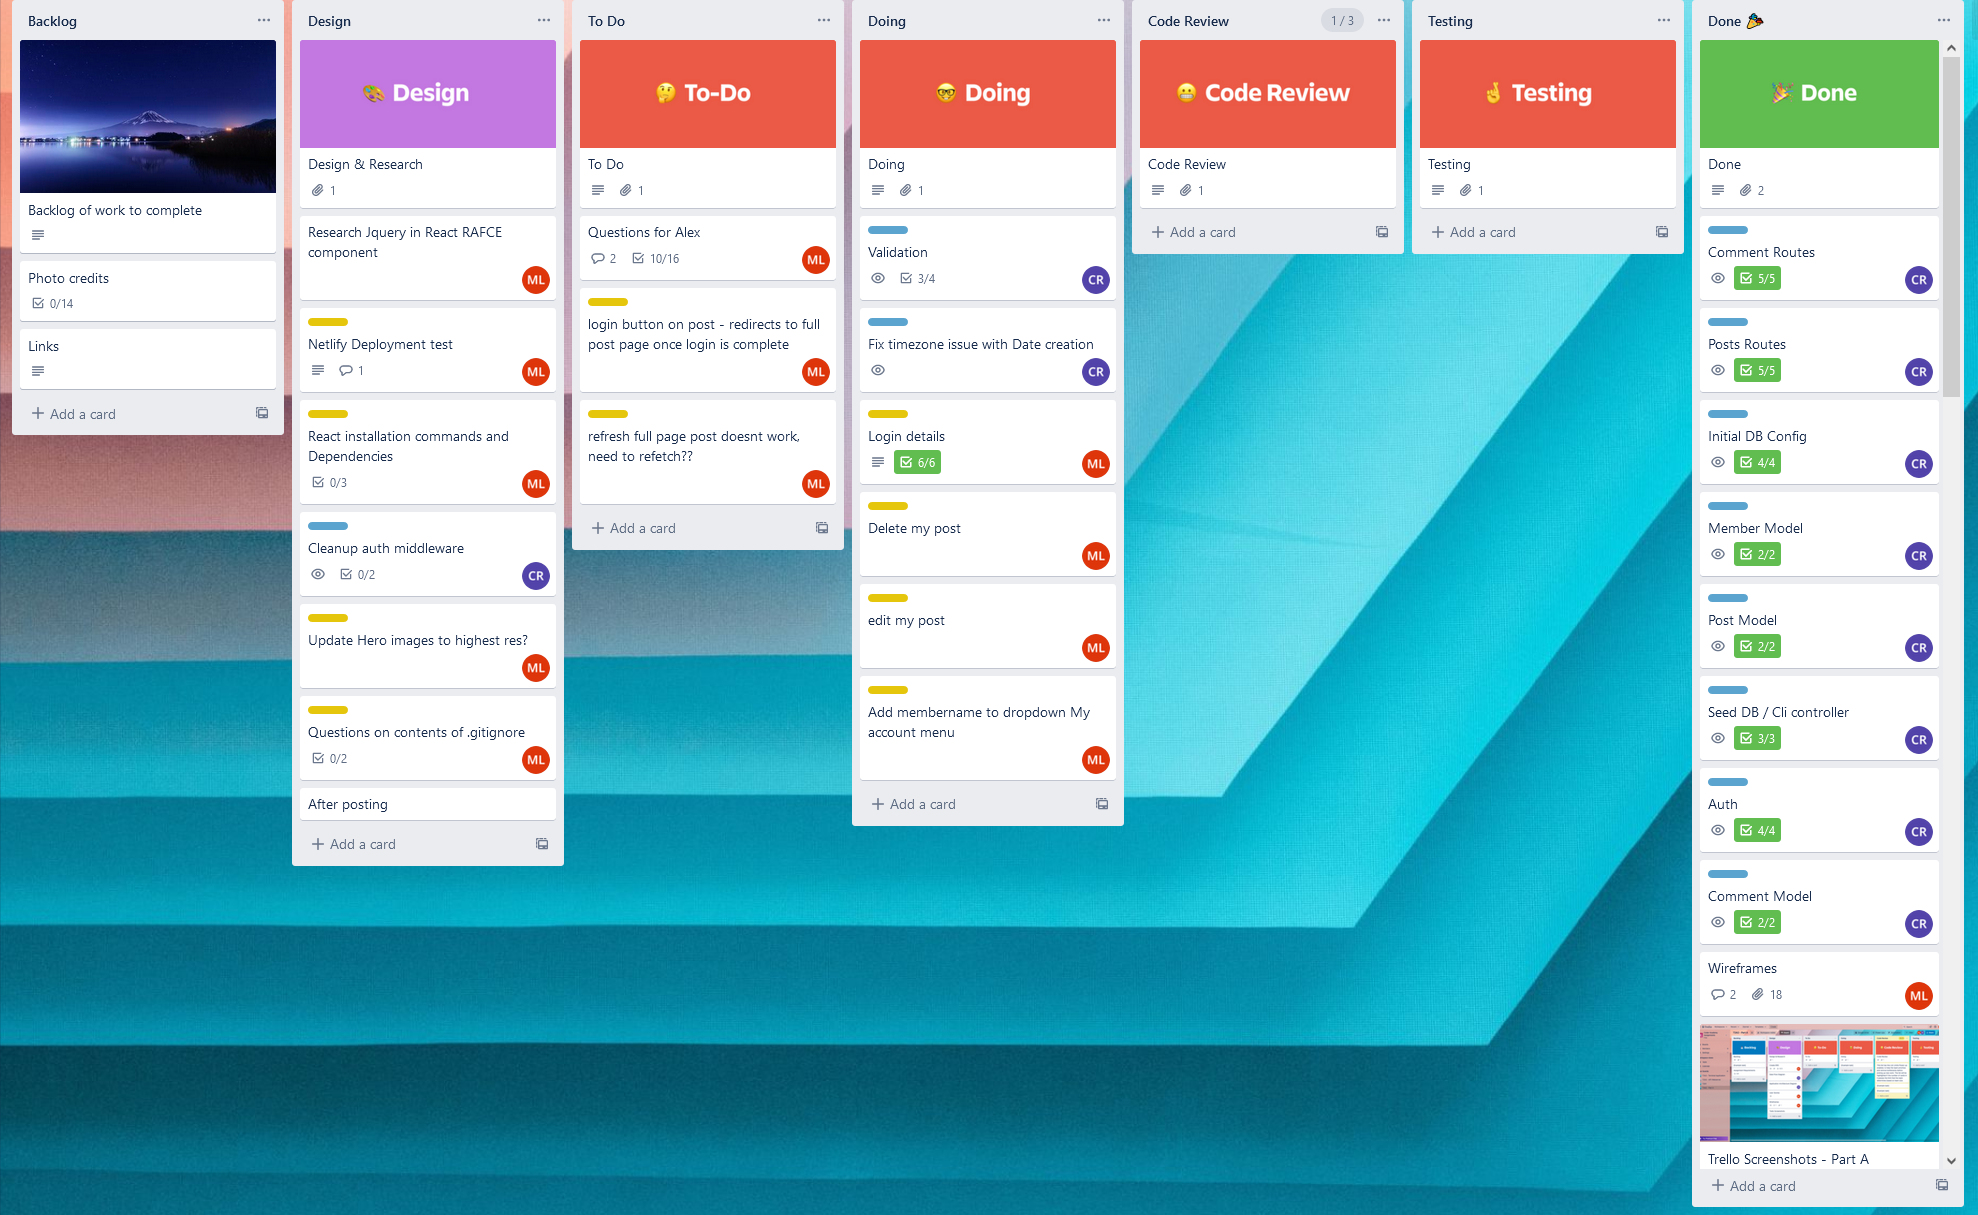 Backlog
Backlog of work to complete
Photo credits
0/14
Links
Add a card
Design
Design
Design & Research
1
Research Jquery in React RAFCE
component
ML
Netlify Deployment test
1
ML
React installation commands and
Dependencies
0/3
ML
Cleanup auth middleware
0/2
CR
Update Hero images to highest res?
ML
Questions on contents of .gitignore
0/2
ML
After posting
Add a card
To Do
To-Do
To Do
1
Questions for Alex
2 10/16
ML
login button on post - redirects to full
post page once login is complete
ML
refresh full page post doesnt work,
need to refetch??
ML
Add a card
Doing
Doing
Doing
1
Validation
3/4
CR
Fix timezone issue with Date creation
CR
Login details
6/6
ML
Delete my post
ML
edit my post
ML
Add membername to dropdown My
account menu
ML
Add a card
Code Review
1 / 3
Code Review
Code Review
1
Add a card
Testing
Testing
Testing
1
Add a card
Done
Done
Done
2
Comment Routes
5/5
CR
Posts Routes
5/5
CR
Initial DB Config
4/4
CR
Member Model
2/2
CR
Post Model
2/2
CR
Seed DB / Cli controller
3/3
CR
Auth
4/4
CR
Comment Model
2/2
CR
Wireframes
2 18
ML
Trello Screenshots - Part A
Add a card